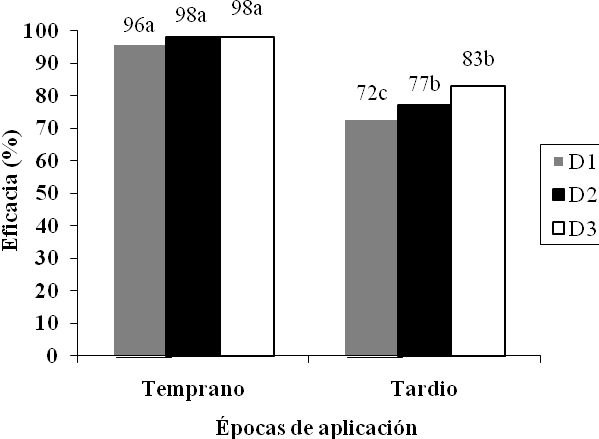 96a 98a 98a
83b
77b
72c
100
90
80
70
60
50
40
30
20
10
0
Eficacia (%)
Temprano Tardio
Épocas de aplicación
D1
D2
D3